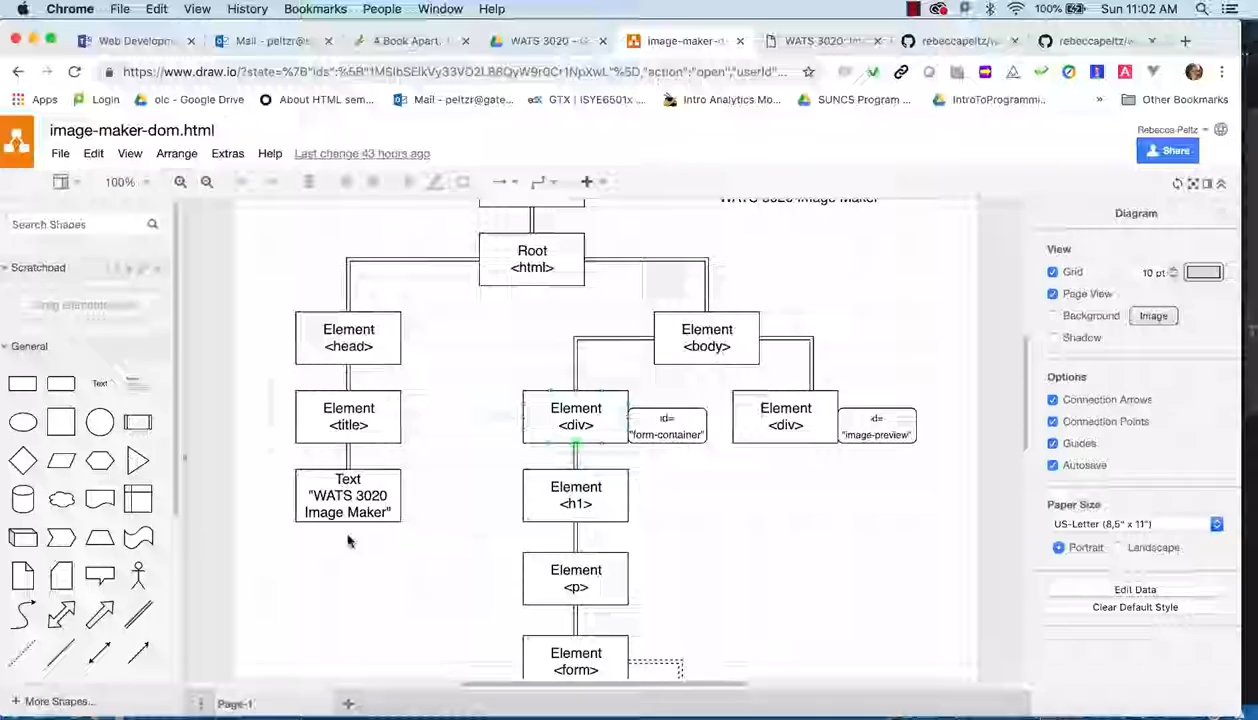 Chrome File Edit View History Bookmarks People Window Help 100% Sun 11:02 AM
Web Developm Mail - peltzr@s A Book Apart, WATS 3020 - image-maker-d WATS 3020: Im rebeccapeltz/w rebeccapeltz/
https://www.draw.io/?state=%7B"ids"
Apps Login olc - Google Drive About HTML sem... Mail - peltzr@gate... GTX | ISYE6501x ... Intro Analytics Mo... SUNCS Program ... IntroToProgrammi... » Other Bookmarks
image-maker-dom.html
Rebecca Peltz
File Edit View Arrange Extras Help Last change 43 hours ago
Share
100%
Search Shapes
Scratchpad
General
Text
More Shapes...
WATS 3020 Image Maker
Root
<html>
Element
<head>
Element
<body>
Element
<title>
Element
<div>
id=
"form-container"
Element
<div>
id=
"image-preview"
Text
"WATS 3020
Image Maker"
Element
<h1>
Element
<p>
Element
<form>
Page-1
Diagram
View
Grid 10 pt
Page View
Background Image
Shadow
Options
Connection Arrows
Connection Points
Guides
Autosave
Paper Size
US-Letter (8,5" x 11")
Portrait Landscape
Edit Data
Clear Default Style